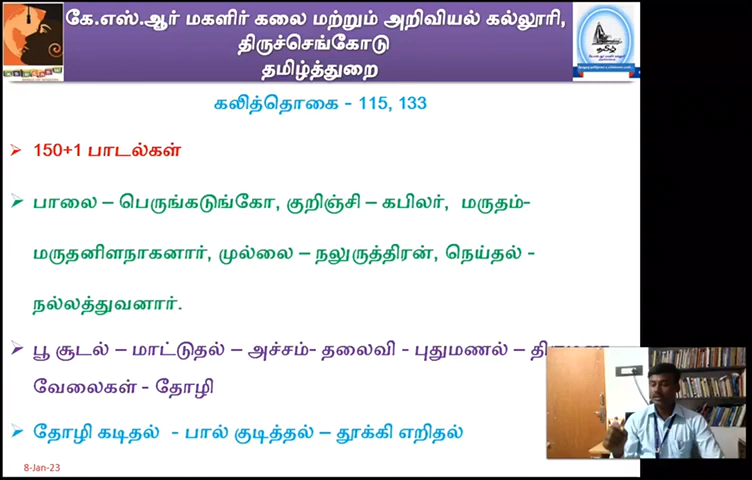 கே.எஸ்.ஆர் மகளிர் கலை மற்றும் அறிவியல் கல்லூரி,
திருச்செங்கோடு
தமிழ்த்துறை
தமிழ்
கலித்தொகை - 115, 133
150+1 பாடல்கள்
பாலை – பெருங்கடுங்கோ, குறிஞ்சி – கபிலர், மருதம்-
மருதனிளநாகனார், முல்லை – நலுருத்திரன், நெய்தல் -
நல்லத்துவனார்.
பூ சூடல் – மாட்டுதல் – அச்சம்- தலைவி - புதுமணல் –
வேலைகள் - தோழி
தோழி கடிதல் - பால் குடித்தல் – தூக்கி எறிதல்
8-Jan-23